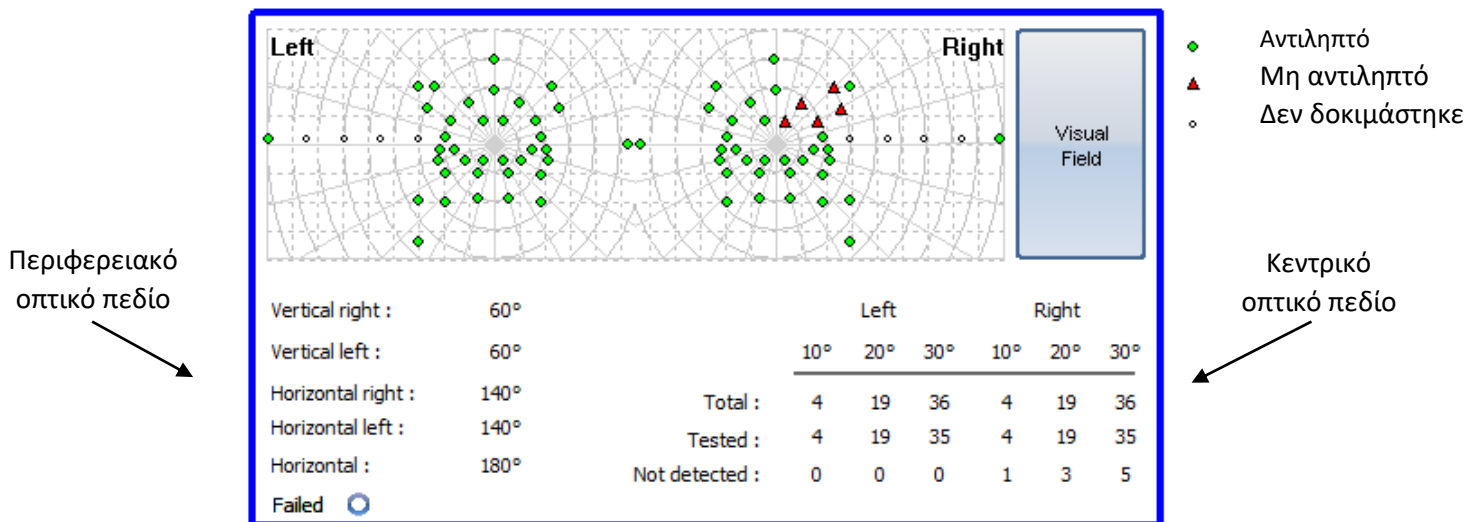 Left
Right
Visual
Field
Αντιληπτό
Μη αντιληπτό
Δεν δοκιμάστηκε
Περιφερειακό
οπτικό πεδίο
Κεντρικό
οπτικό πεδίο
Vertical right : 60°
Vertical left : 60°
Horizontal right : 140°
Horizontal left : 140°
Horizontal : 180°
Failed
Left Right
10° 20° 30° 10° 20° 30°
Total : 4 19 36 4 19 36
Tested : 4 19 35 4 19 35
Not detected : 0 0 0 1 3 5